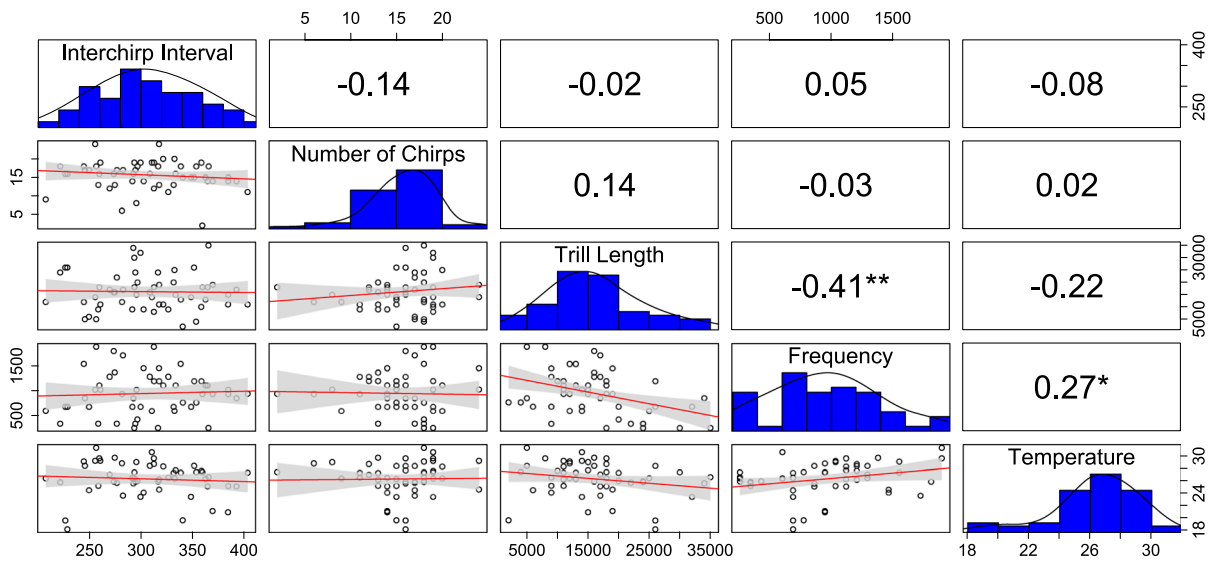 5 10 15 20 500 1000 1500
Interchirp Interval
-0.14 -0.02 0.05 -0.08
250 400
Number of Chirps
0.14 -0.03 0.02
5 15
Trill Length
-0.41** -0.22
5000 30000
Frequency
0.27*
500 1500
Temperature
18 24 30
250 300 350 400 5000 15000 25000 35000 18 22 26 30